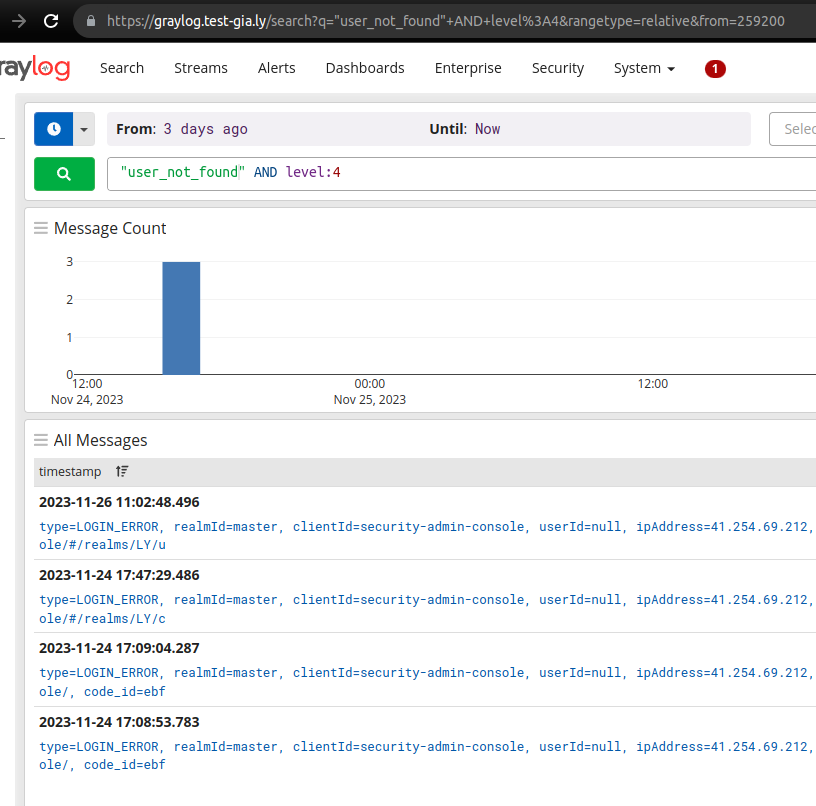 https://graylog.test-gia.ly/search?q="user_not_found"+AND+level%3A4&rangetype=relative&from=259200
raylog Search Streams Alerts Dashboards Enterprise Security System 1
From: 3 days ago Until: Now Selec
"user_not_found" AND level:4
Message Count
3
2
1
0
12:00 00:00 12:00
Nov 24, 2023 Nov 25, 2023
All Messages
timestamp
2023-11-26 11:02:48.496
type=LOGIN_ERROR, realmId=master, clientId=security-admin-console, userId=null, ipAddress=41.254.69.212,
ole/#/realms/LY/u
2023-11-24 17:47:29.486
type=LOGIN_ERROR, realmId=master, clientId=security-admin-console, userId=null, ipAddress=41.254.69.212,
ole/#/realms/LY/c
2023-11-24 17:09:04.287
type=LOGIN_ERROR, realmId=master, clientId=security-admin-console, userId=null, ipAddress=41.254.69.212,
ole/, code_id=ebf
2023-11-24 17:08:53.783
type=LOGIN_ERROR, realmId=master, clientId=security-admin-console, userId=null, ipAddress=41.254.69.212,
ole/, code_id=ebf